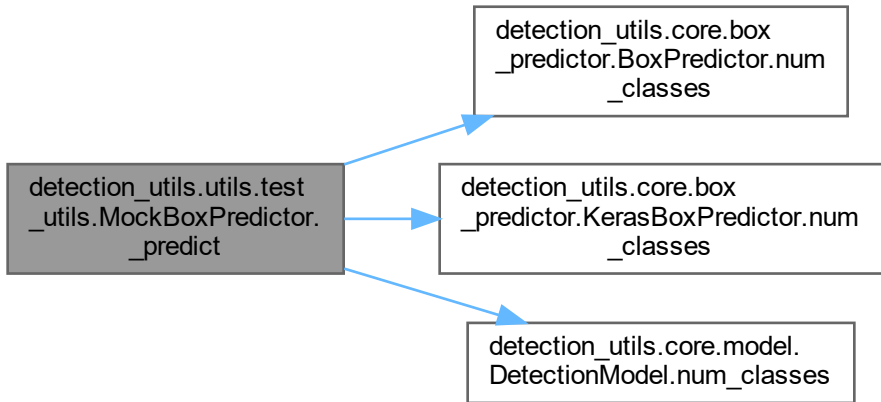 detection_utils.core.box
_predictor.BoxPredictor.num
_classes
detection_utils.utils.test
_utils.MockBoxPredictor.
_predict
detection_utils.core.box
_predictor.KerasBoxPredictor.num
_classes
detection_utils.core.model.
DetectionModel.num_classes